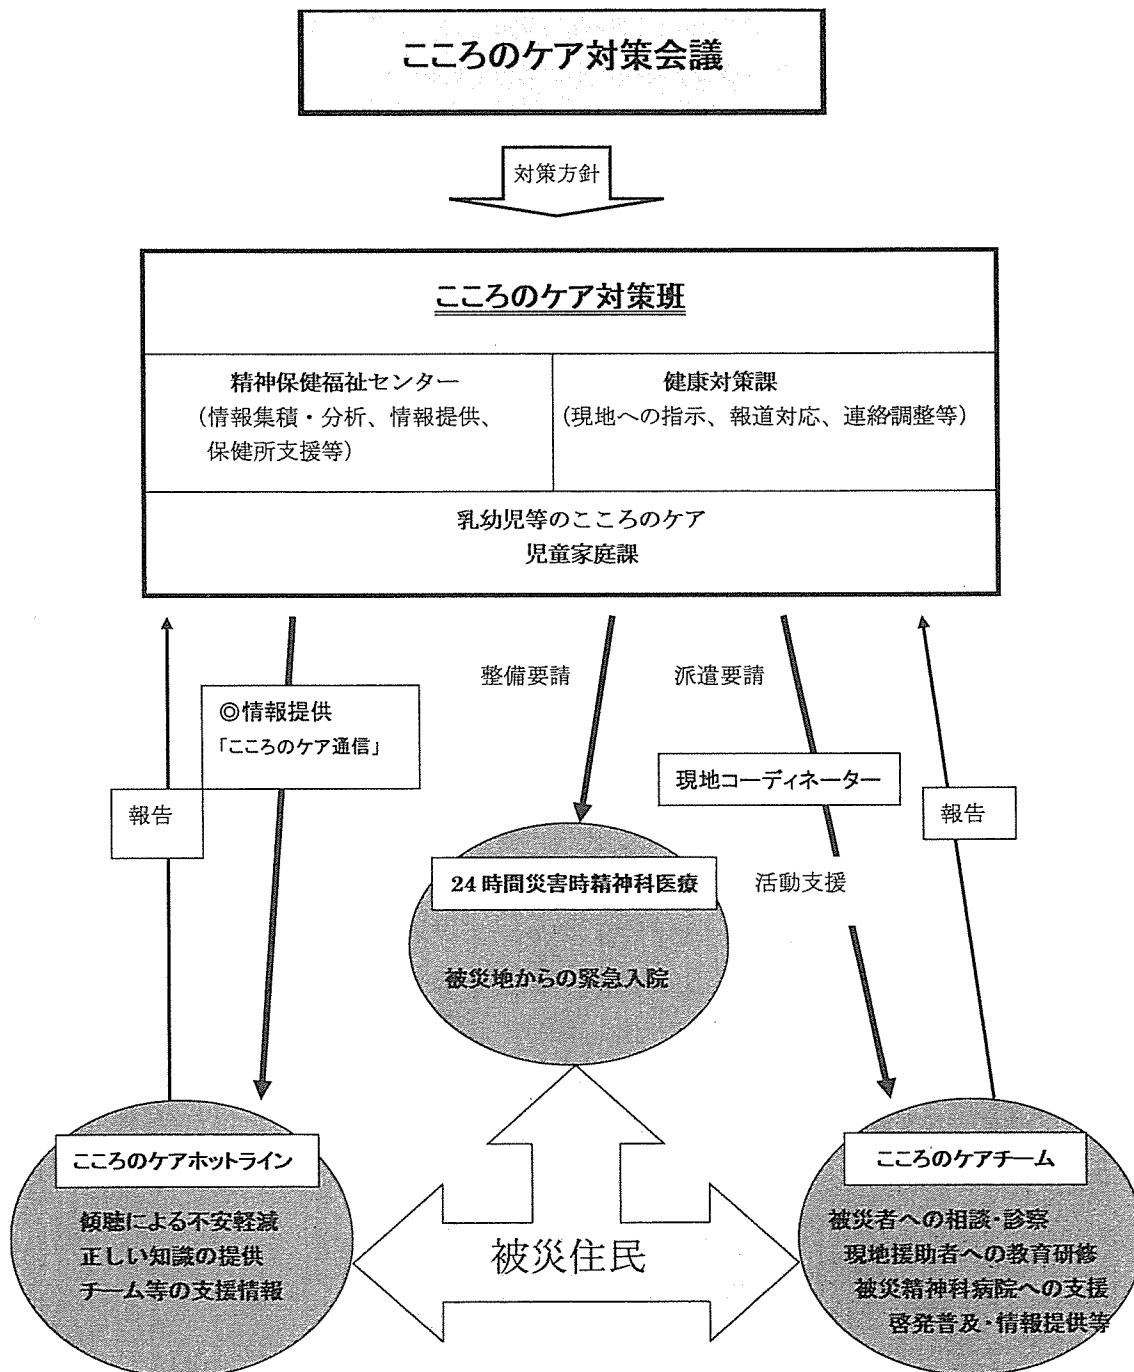 こころのケア対策会議
対策方針
こころのケア対策班
精神保健福祉センター
(情報集積・分析、情報提供、
保健所支援等)
健康対策課
(現地への指示、報道対応、連絡調整等)
乳幼児等のこころのケア
児童家庭課
整備要請
派遣要請
◎情報提供
「こころのケア通信」
現地コーディネーター
報告
報告
24時間災害時精神科医療
活動支援
被災地からの緊急入院
こころのケアホットライン
傾聴による不安軽減
正しい知識の提供
チーム等の支援情報
被災住民
こころのケアチーム
被災者への相談・診察
現地援助者への教育研修
被災精神科病院への支援
啓発普及・情報提供等